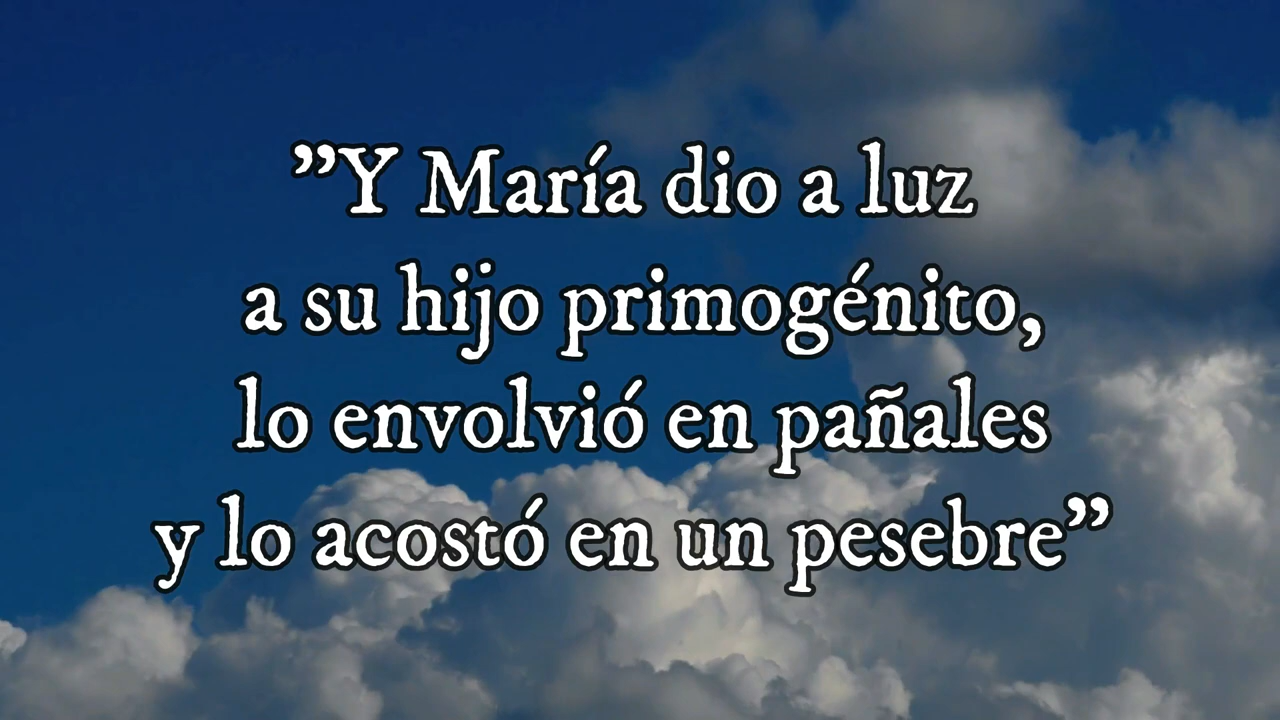 ”Y María dio a luz
a su hijo primogénito,
lo envolvió en pañales
y lo acostó en un pesebre”